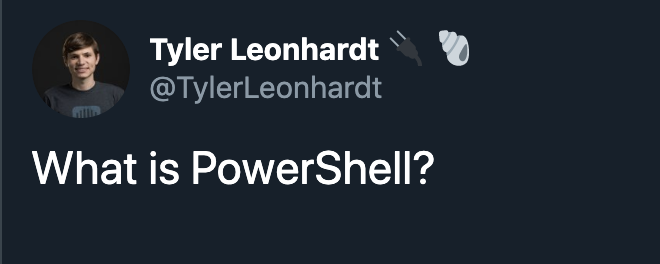 Tyler Leonhardt 🔌 🐚
@TylerLeonhardt
What is PowerShell?